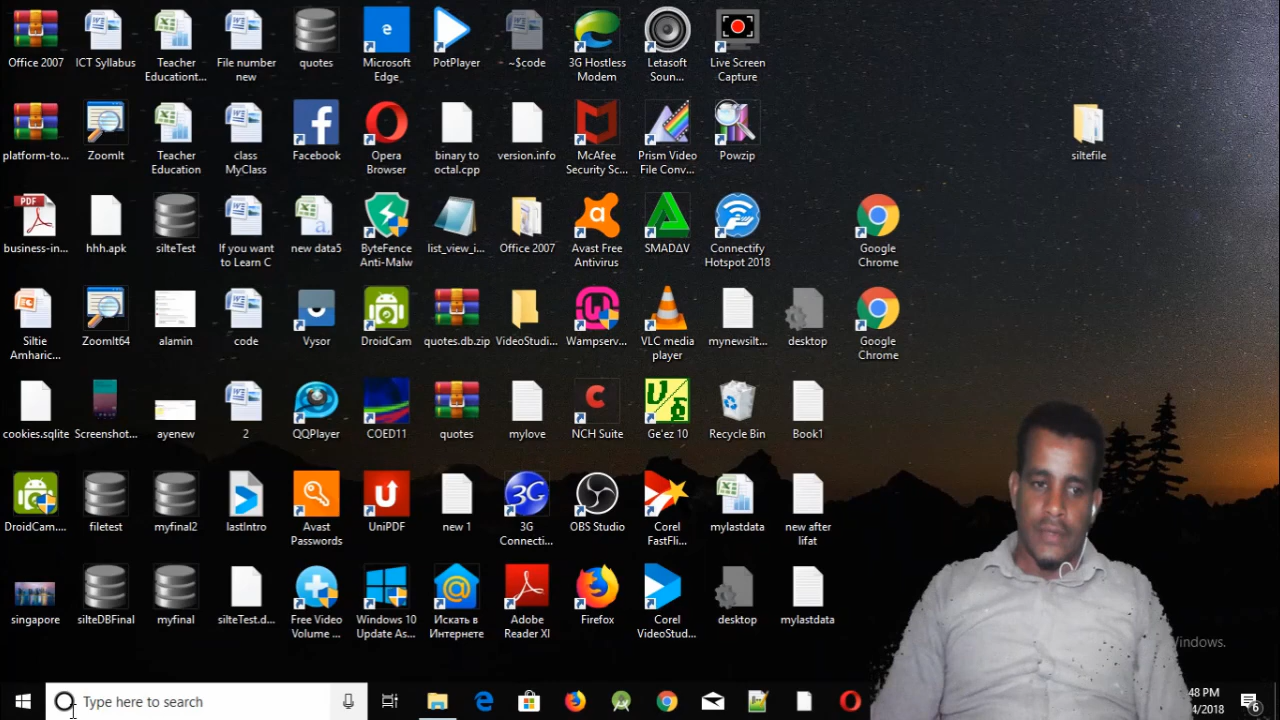 Office 2007
ICT Syllabus
Teacher
Educationt...
File number
new
quotes
Microsoft
Edge
PotPlayer
~$code
3G Hostless
Modem
Letasoft
Soun...
Live Screen
Capture
platform-to...
ZoomIt
Teacher
Education
class
MyClass
Facebook
Opera
Browser
binary to
octal.cpp
version.info
McAfee
Security Sc...
Prism Video
File Conv...
Powzip
siltefile
business-in...
hhh.apk
silteTest
If you want
to Learn C
new data5
ByteFence
Anti-Malw
list_view_i...
Office 2007
Avast Free
Antivirus
SMADΔV
Connectify
Hotspot 2018
Google
Chrome
Siltie
Amharic...
ZoomIt64
alamin
code
Vysor
DroidCam
quotes.db.zip
VideoStudi...
Wampserv...
VLC media
player
mynewsilt...
desktop
Google
Chrome
cookies.sqlite
Screenshot...
ayenew
2
QQPlayer
COED11
quotes
mylove
NCH Suite
Ge'ez 10
Recycle Bin
Book1
DroidCam....
filetest
myfinal2
lastIntro
Avast
Passwords
UniPDF
new 1
3G
Connecti...
OBS Studio
Corel
FastFli...
mylastdata
new after
lifat
singapore
silteDBFinal
myfinal
silteTest.d...
Free Video
Volume ...
Windows 10
Update As...
Искать в
Интернете
Adobe
Reader XI
Firefox
Corel
VideoStud...
desktop
mylastdata
Windows.
Type here to search
48 PM
4/2018
6